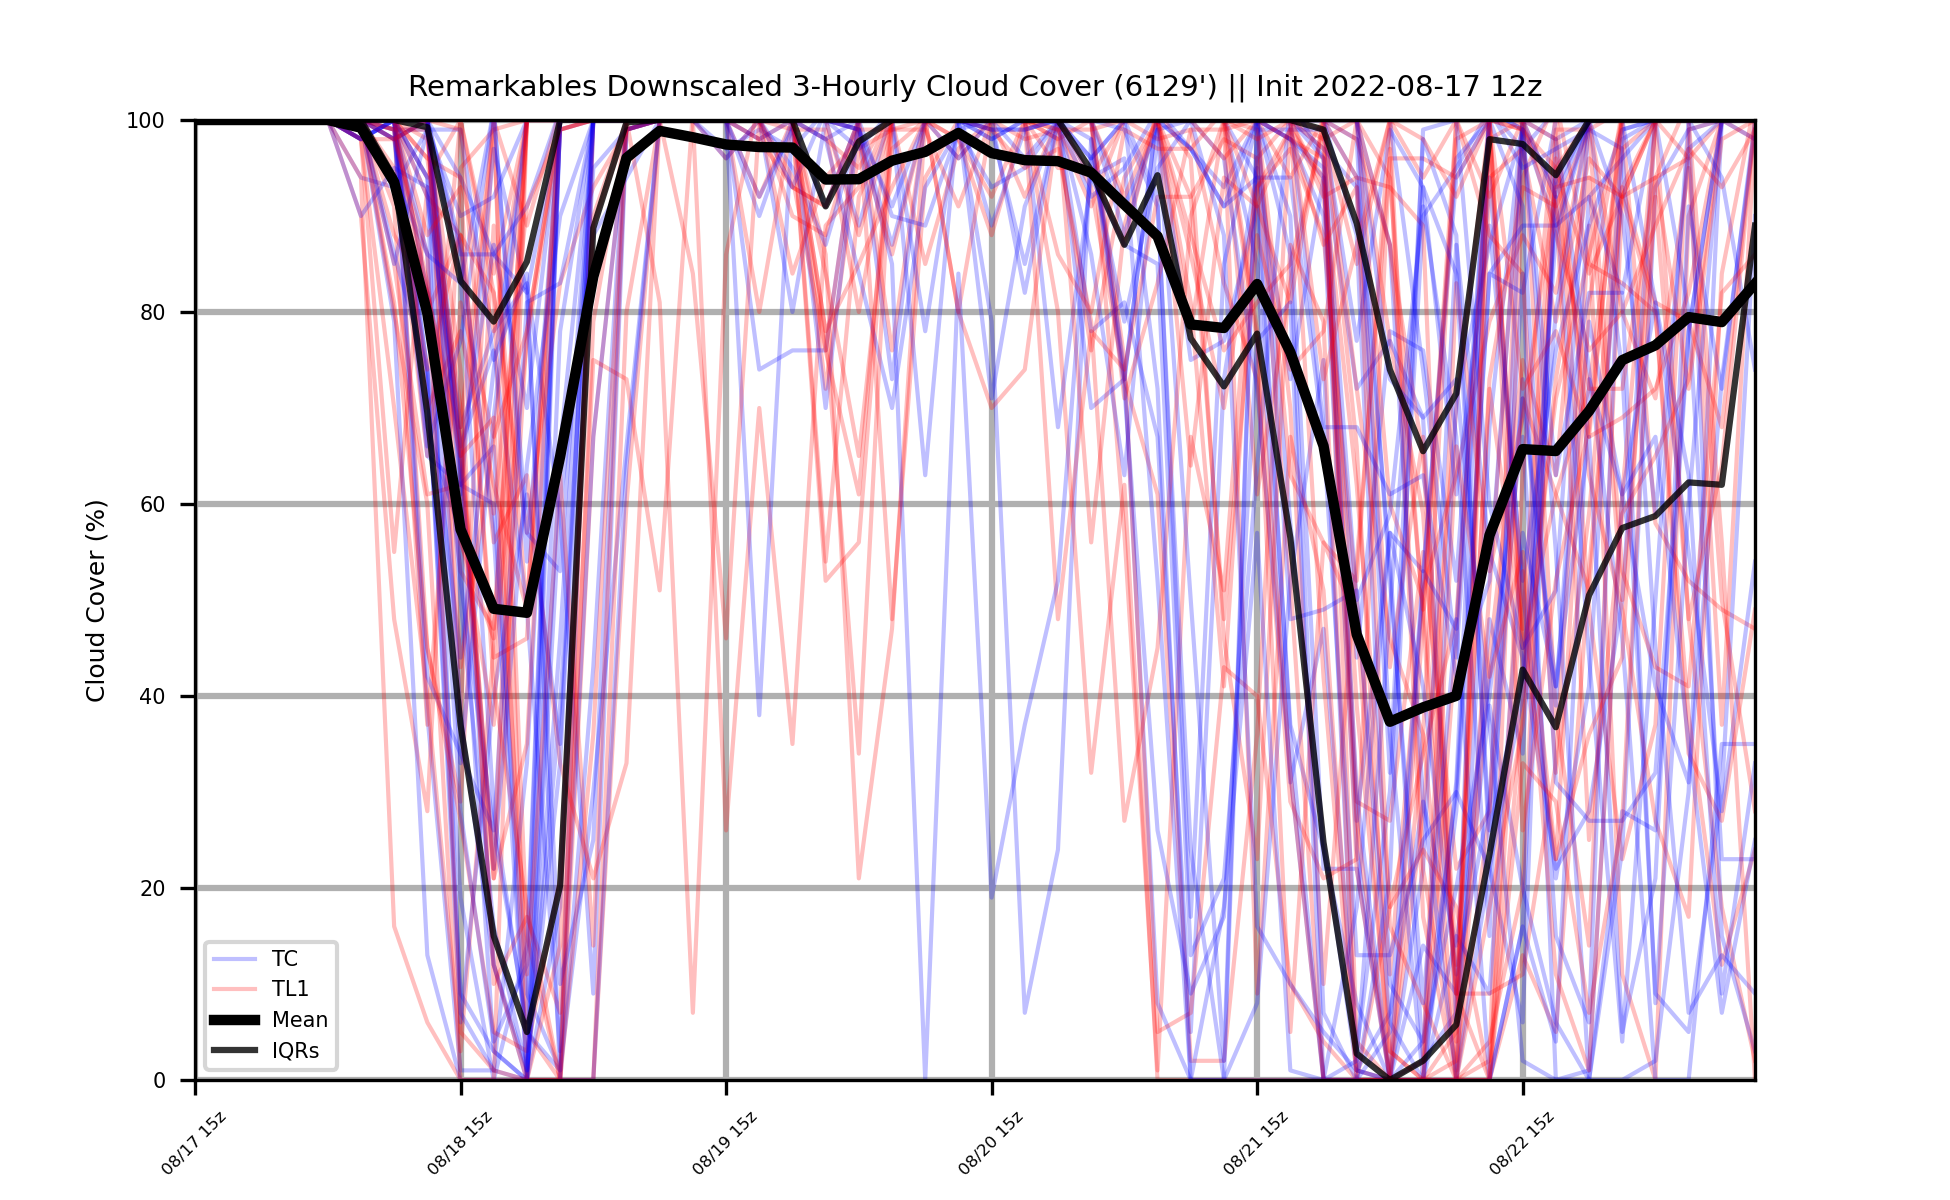 Remarkables Downscaled 3-Hourly Cloud Cover (6129') || Init 2022-08-17 12z
Cloud Cover (%)
100
80
60
40
20
0
TC
TL1
Mean
IQRs
08/17 15z
08/18 15z
08/19 15z
08/20 15z
08/21 15z
08/22 15z